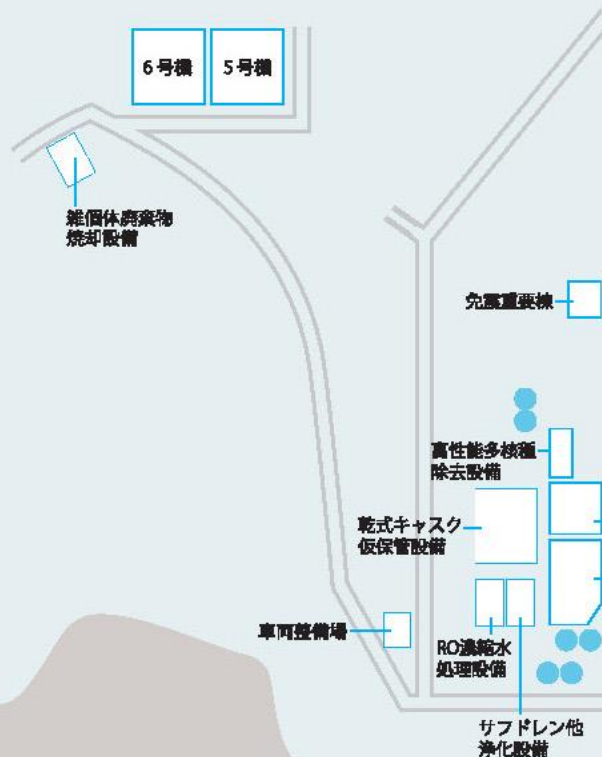 6号機
5号機
雑個体廃棄物
焼却設備
免震重要棟
高性能多核種
除去設備
乾式キャスク
仮保管設備
車両整備場
RO濃縮水
処理設備
サブドレン他
浄化設備